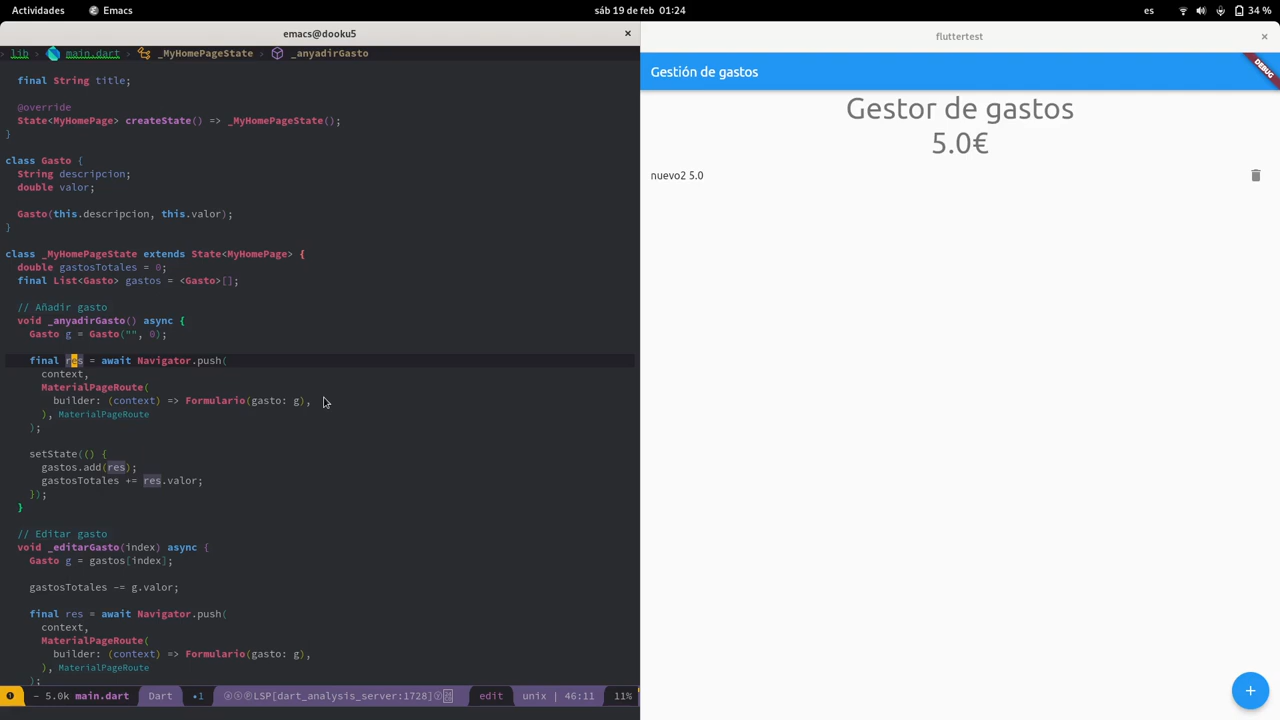 Actividades
Emacs
sáb 19 de feb 01:24
es
34 %
emacs@dooku5
×
lib
main.dart
_MyHomePageState
_anyadirGasto
final String title;
@override
State<MyHomePage> createState() => _MyHomePageState();
}
class Gasto {
String descripcion;
double valor;
Gasto(this.descripcion, this.valor);
}
class _MyHomePageState extends State<MyHomePage> {
double gastosTotales = 0;
final List<Gasto> gastos = <Gasto>[];
// Añadir gasto
void _anyadirGasto() async {
Gasto g = Gasto("", 0);
final res = await Navigator.push(
context,
MaterialPageRoute(
builder: (context) => Formulario(gasto: g),
), MaterialPageRoute
);
setState(() {
gastos.add(res);
gastosTotales += res.valor;
});
}
// Editar gasto
void _editarGasto(index) async {
Gasto g = gastos[index];
gastosTotales -= g.valor;
final res = await Navigator.push(
context,
MaterialPageRoute(
builder: (context) => Formulario(gasto: g),
), MaterialPageRoute
);
- 5.0k main.dart
Dart
•1
LSP[dart_analysis_server:1728]
edit
unix | 46:11
11%
fluttertest
×
Gestión de gastos
DEBUG
Gestor de gastos
5.0€
nuevo2 5.0
+